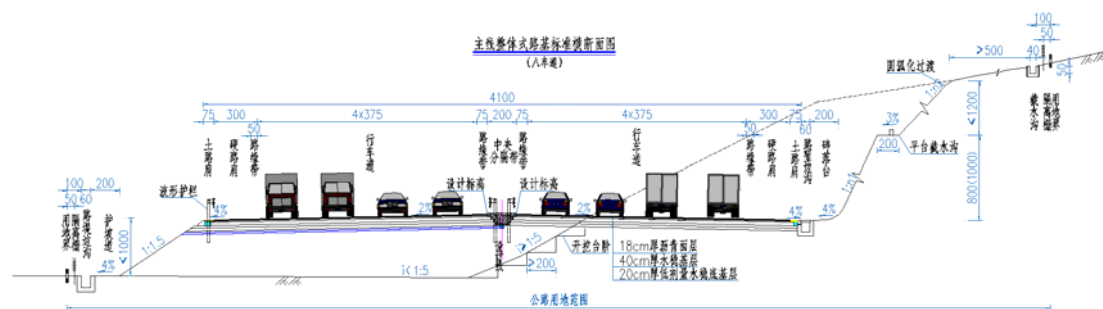 主线整体式路基标准横断面图
(八车道)
100
50
>500
40
50
圆弧化过渡
1:n
≤1200
截水沟
隔离栅
用地界
4100
75
300
4x375
75
200
75
4x375
300
75
200
50
50
60
3%
200
平台截水沟
800(1000)
土路肩
硬路肩
路缘带
行车道
路缘带
中央
分隔带
路缘带
行车道
路缘带
硬路肩
土路肩
路堑边沟
碎落台
1:n
波形护栏
设计标高
设计标高
100
200
50
60
用地界
隔离栅
路堤边沟
护坡道
4%
≤1000
1:1.5
4%
2%
2%
4%
4%
i<1:5
≥1:5
>200
开挖台阶
18cm厚沥青面层
40cm厚水稳基层
20cm厚低剂量水稳底基层
公路用地范围